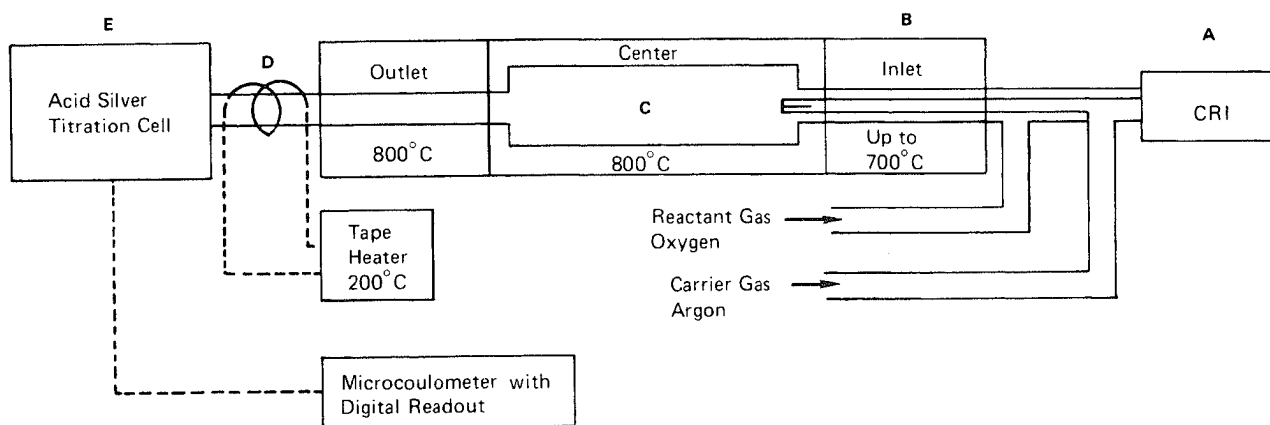 E
D
B
A
Acid Silver
Titration Cell
Outlet
Center
Inlet
C
CRI
800°C
800°C
Up to
700°C
Tape
Heater
200°C
Reactant Gas
Oxygen
Carrier Gas
Argon
Microcoulometer with
Digital Readout